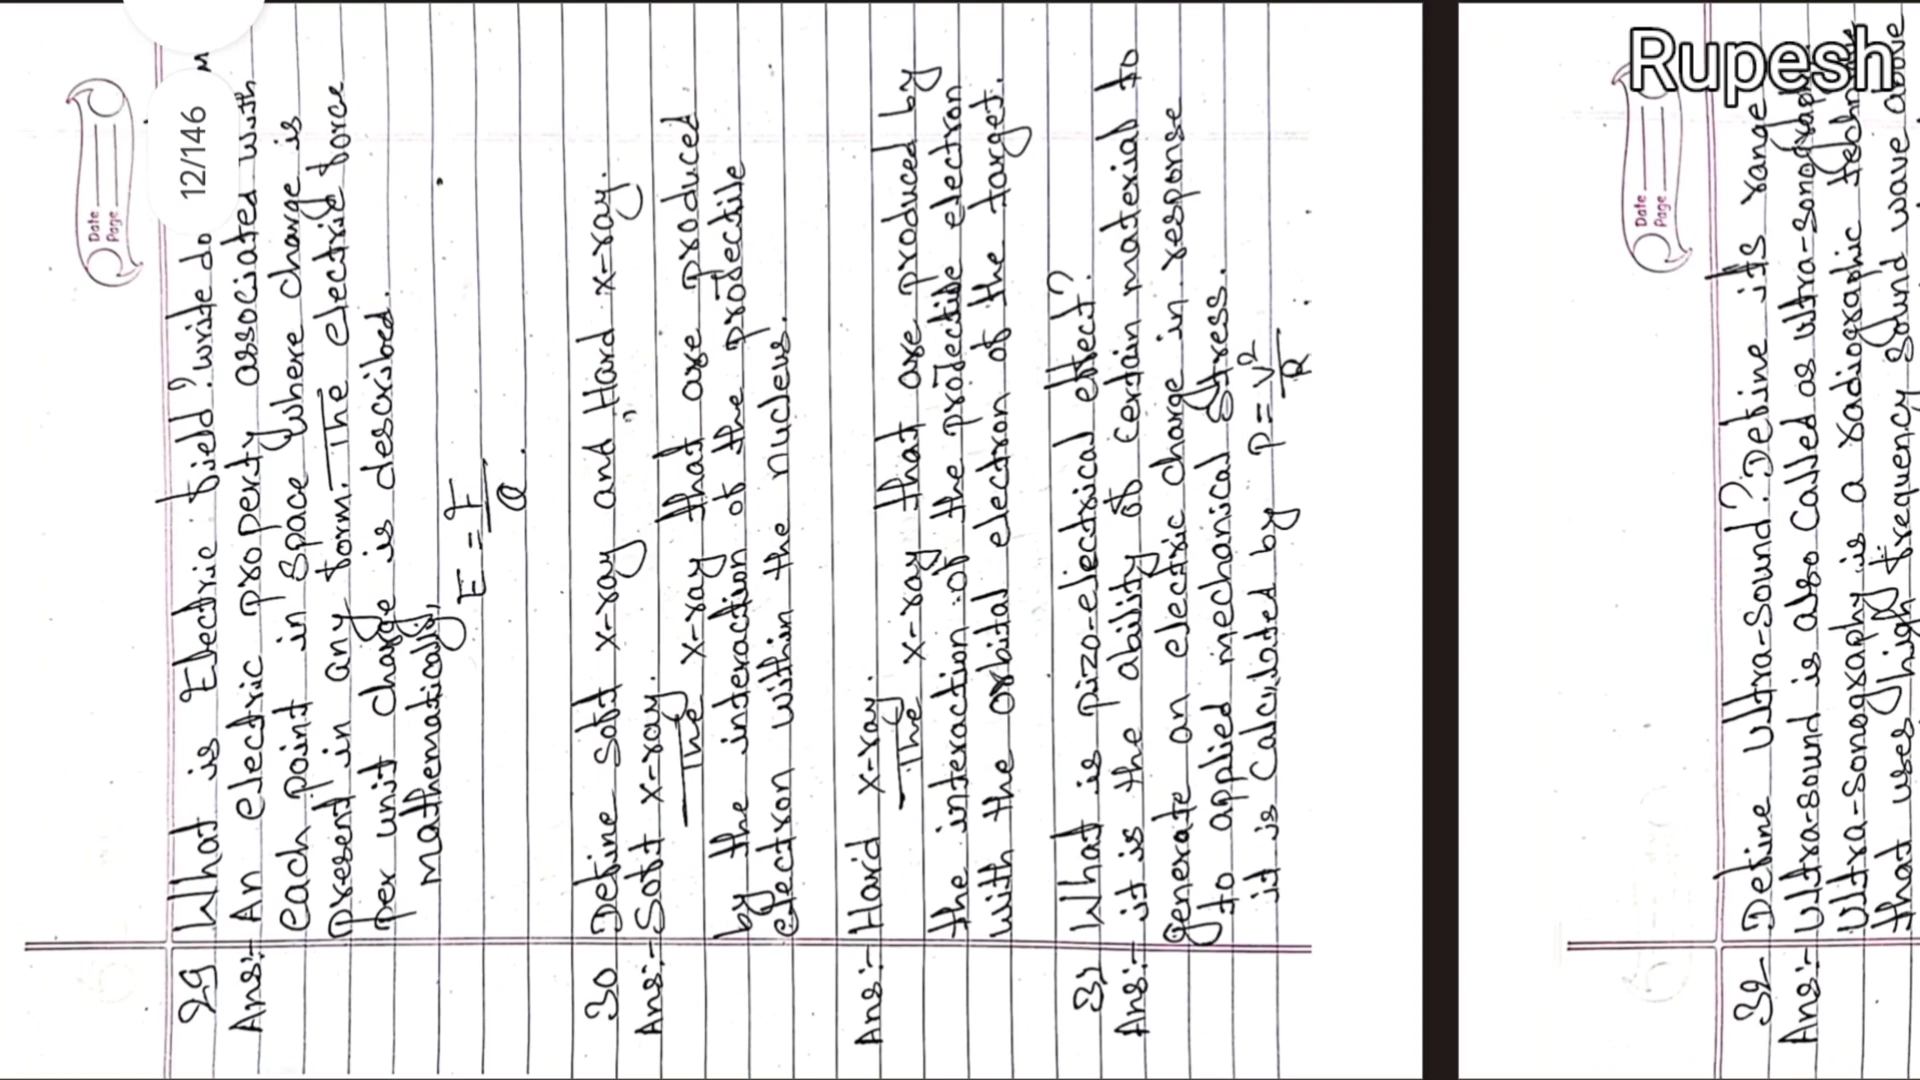 Date
Page
12/146
29 What is Electric field? write do
Ans:- An electric property associated with
each point in space where charge is
present in any form. The electric force
per unit charge is described.
mathematically,
E = F/Q.
30 Define soft x-ray and Hard x-ray.
Ans:- Soft x-ray.
The x-ray that are produced
by the interaction of the projectile
electron within the nucleus.
Ans:- Hard x-ray.
The x-ray that are produced by
the interaction of the projectile electron
with the orbital electron of the target.
31 What is pizo-electrical effect?
Ans:- it is the ability of certain material to
generate an electric charge in response
to applied mechanical stress.
it is calculated by P = V²/R
Rupesh
Date
Page
32- Define Ultra-sound? Define its range
Ans:- Ultra-sound is also called as ultra-sonograph
Ultra-sonography is a radiographic
that uses high frequency sound wave above